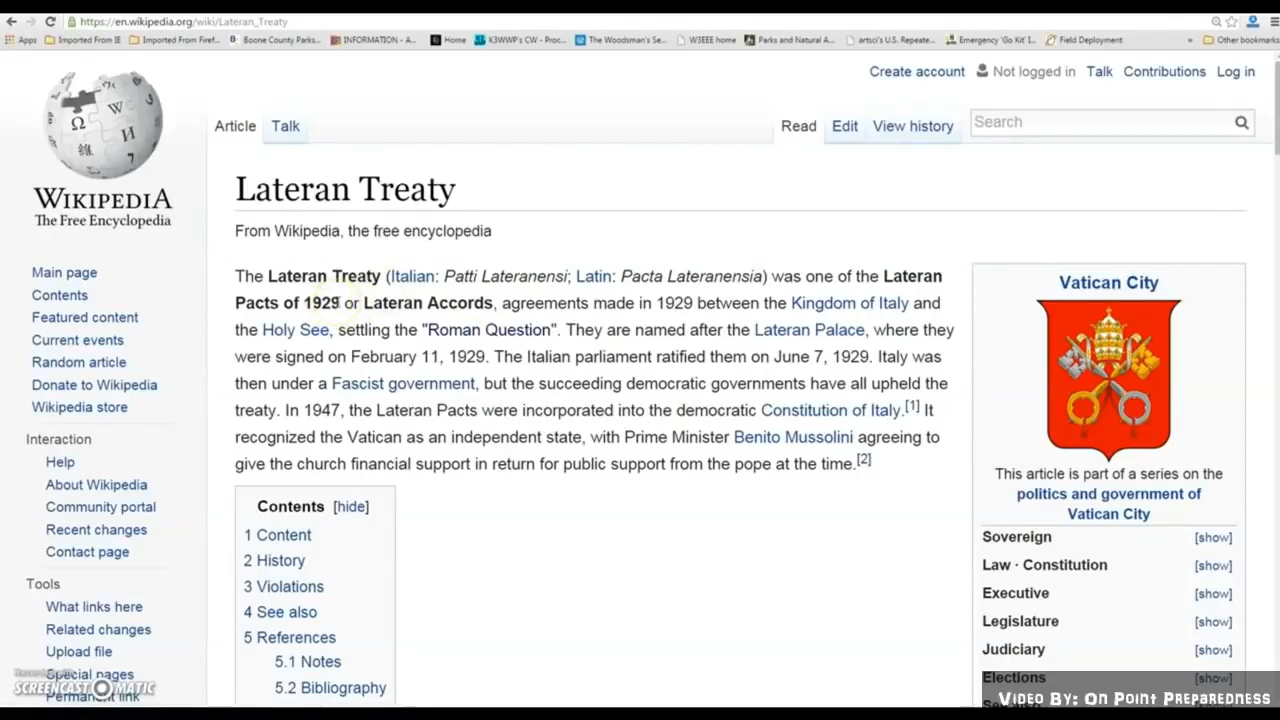 https://en.wikipedia.org/wiki/Lateran_Treaty
Apps Imported From IE Imported From Firef... Boone County Parks... INFORMATION - A... Home K3WWP's CW - Proc... The Woodsman's Se... W3EEE home Parks and Natural A... artsci's U.S. Repeate... Emergency 'Go Kit' I... Field Deployment » Other bookmarks
Create account Not logged in Talk Contributions Log in
Article Talk Read Edit View history Search
WIKIPEDIA
The Free Encyclopedia
Main page
Contents
Featured content
Current events
Random article
Donate to Wikipedia
Wikipedia store
Interaction
Help
About Wikipedia
Community portal
Recent changes
Contact page
Tools
What links here
Related changes
Upload file
Special pages
Permanent link
Lateran Treaty
From Wikipedia, the free encyclopedia
The Lateran Treaty (Italian: Patti Lateranensi; Latin: Pacta Lateranensia) was one of the Lateran
Pacts of 1929 or Lateran Accords, agreements made in 1929 between the Kingdom of Italy and
the Holy See, settling the "Roman Question". They are named after the Lateran Palace, where they
were signed on February 11, 1929. The Italian parliament ratified them on June 7, 1929. Italy was
then under a Fascist government, but the succeeding democratic governments have all upheld the
treaty. In 1947, the Lateran Pacts were incorporated into the democratic Constitution of Italy.[1] It
recognized the Vatican as an independent state, with Prime Minister Benito Mussolini agreeing to
give the church financial support in return for public support from the pope at the time.[2]
Contents [hide]
1 Content
2 History
3 Violations
4 See also
5 References
5.1 Notes
5.2 Bibliography
Vatican City
This article is part of a series on the
politics and government of
Vatican City
Sovereign [show]
Law · Constitution [show]
Executive [show]
Legislature [show]
Judiciary [show]
Elections [show]
Recorded with
SCREENCAST-O-MATIC
Video By: On Point Preparedness